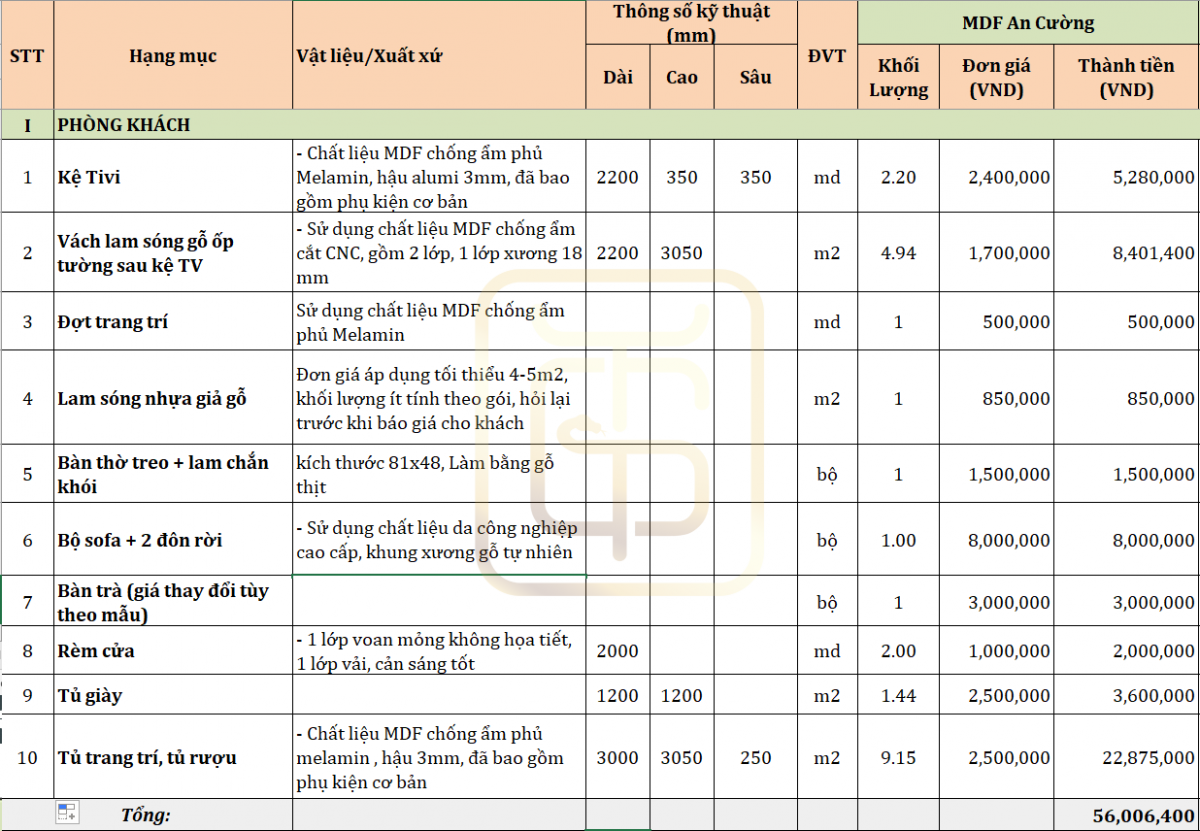 STT
Hạng mục
Vật liệu/Xuất xứ
Thông số kỹ thuật
(mm)
Dài
Cao
Sâu
ĐVT
MDF An Cường
Khối
Lượng
Đơn giá
(VND)
Thành tiền
(VND)
I PHÒNG KHÁCH
1
Kệ Tivi
- Chất liệu MDF chống ẩm phủ
Melamin, hậu alumi 3mm, đã bao
gồm phụ kiện cơ bản
2200 350 350 md 2.20 2,400,000 5,280,000
2
Vách lam sóng gỗ ốp
tường sau kệ TV
- Sử dụng chất liệu MDF chống ẩm
cắt CNC, gồm 2 lớp, 1 lớp xương 18
mm
2200 3050 m2 4.94 1,700,000 8,401,400
3
Đợt trang trí
Sử dụng chất liệu MDF chống ẩm
phủ Melamin
md 1 500,000 500,000
4
Lam sóng nhựa giả gỗ
Đơn giá áp dụng tối thiểu 4-5m2,
khối lượng ít tính theo gói, hỏi lại
trước khi báo giá cho khách
m2 1 850,000 850,000
5
Bàn thờ treo + lam chắn
khói
kích thước 81x48, Làm bằng gỗ
thịt
bộ 1 1,500,000 1,500,000
6
Bộ sofa + 2 đôn rời
- Sử dụng chất liệu da công nghiệp
cao cấp, khung xương gỗ tự nhiên
bộ 1.00 8,000,000 8,000,000
7
Bàn trà (giá thay đổi tùy
theo mẫu)
bộ 1 3,000,000 3,000,000
8
Rèm cửa
- 1 lớp voan mỏng không họa tiết,
1 lớp vải, cản sáng tốt
2000 md 2.00 1,000,000 2,000,000
9
Tủ giày
1200 1200 m2 1.44 2,500,000 3,600,000
10
Tủ trang trí, tủ rượu
- Chất liệu MDF chống ẩm phủ
melamin , hậu 3mm, đã bao gồm
phụ kiện cơ bản
3000 3050 250 m2 9.15 2,500,000 22,875,000
Tổng: 56,006,400